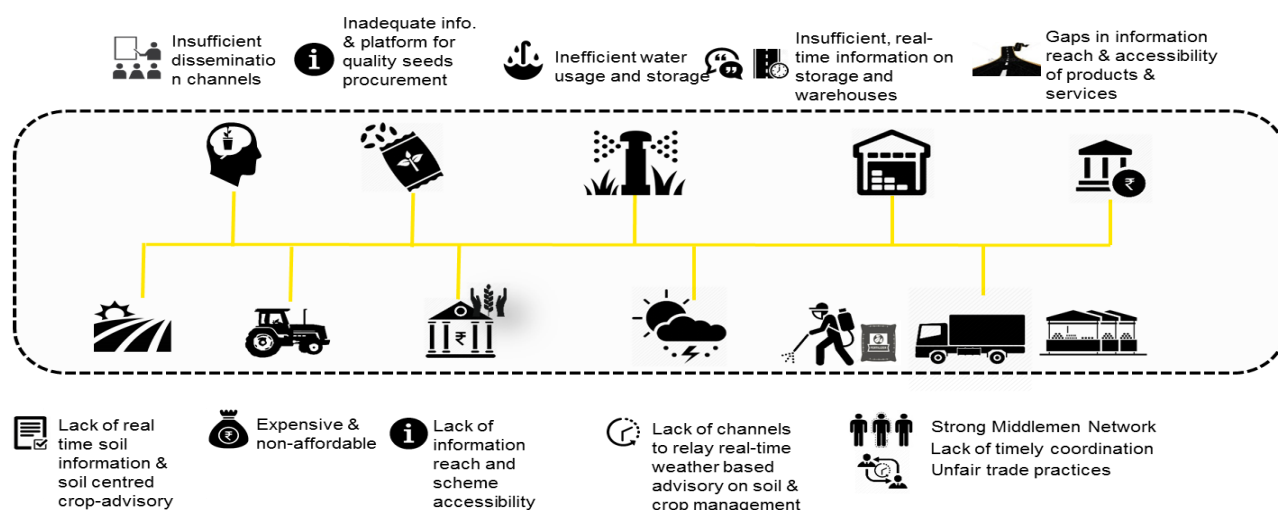 Insufficient
disseminatio
n channels
Inadequate info.
& platform for
quality seeds
procurement
Inefficient water
usage and storage
Insufficient, real-
time information on
storage and
warehouses
Gaps in information
reach & accessibility
of products &
services
₹
₹
Lack of real
time soil
information &
soil centred
crop-advisory
₹
Expensive &
non-affordable
Lack of
information
reach and
scheme
accessibility
Lack of channels
to relay real-time
weather based
advisory on soil &
crop management
Strong Middlemen Network
Lack of timely coordination
Unfair trade practices